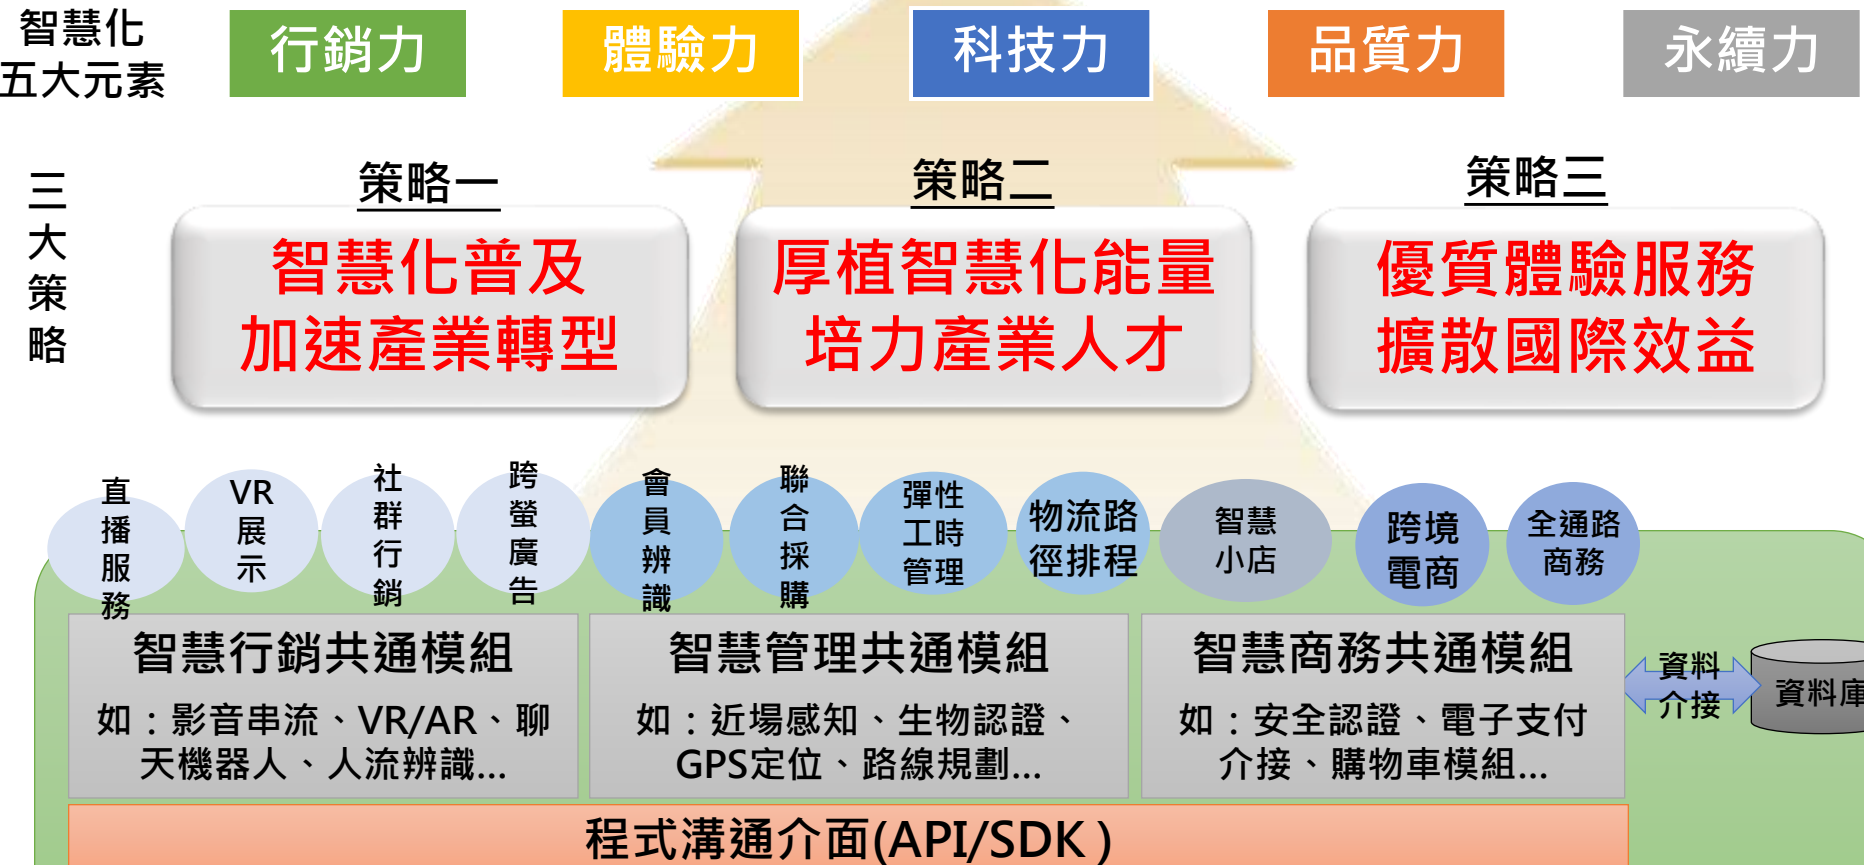 智慧化
五大元素
行銷力
體驗力
科技力
品質力
永續力
三大策略
策略一
智慧化普及
加速產業轉型
策略二
厚植智慧化能量
培力產業人才
策略三
優質體驗服務
擴散國際效益
直播服務
VR
展
示
社群行銷
跨螢廣告
會員辨識
聯合採購
彈性
工時
管理
物流路
徑排程
智慧
小店
跨境
電商
全通路
商務
智慧行銷共通模組
如：影音串流、VR/AR、聊
天機器人、人流辨識...
智慧管理共通模組
如：近場感知、生物認證、
GPS定位、路線規劃...
智慧商務共通模組
如：安全認證、電子支付
介接、購物車模組...
資料
介接
資料庫
程式溝通介面(API/SDK )